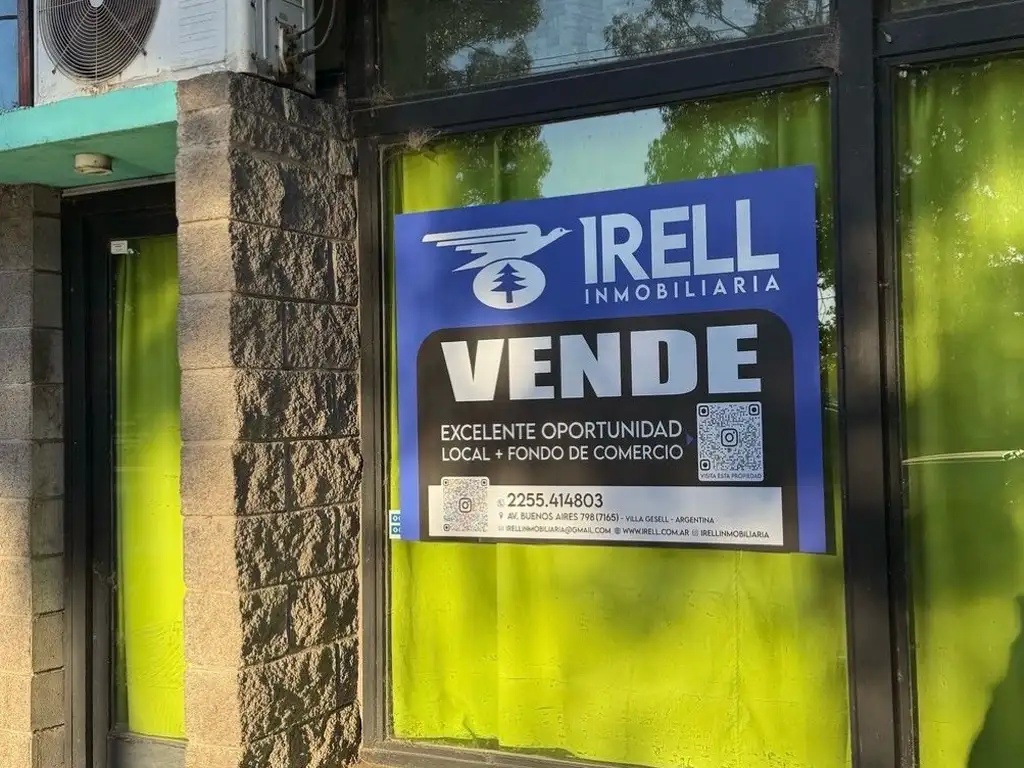 IRELL
INMOBILIARIA
VENDE
EXCELENTE OPORTUNIDAD
LOCAL + FONDO DE COMERCIO
VISITA ESTA PROPIEDAD
2255.414803
AV. BUENOS AIRES 798 (7165) - VILLA GESELL - ARGENTINA
IRELLINMOBILIARIA@GMAIL.COM WWW.IRELL.COM.AR IRELLINMOBILIARIA